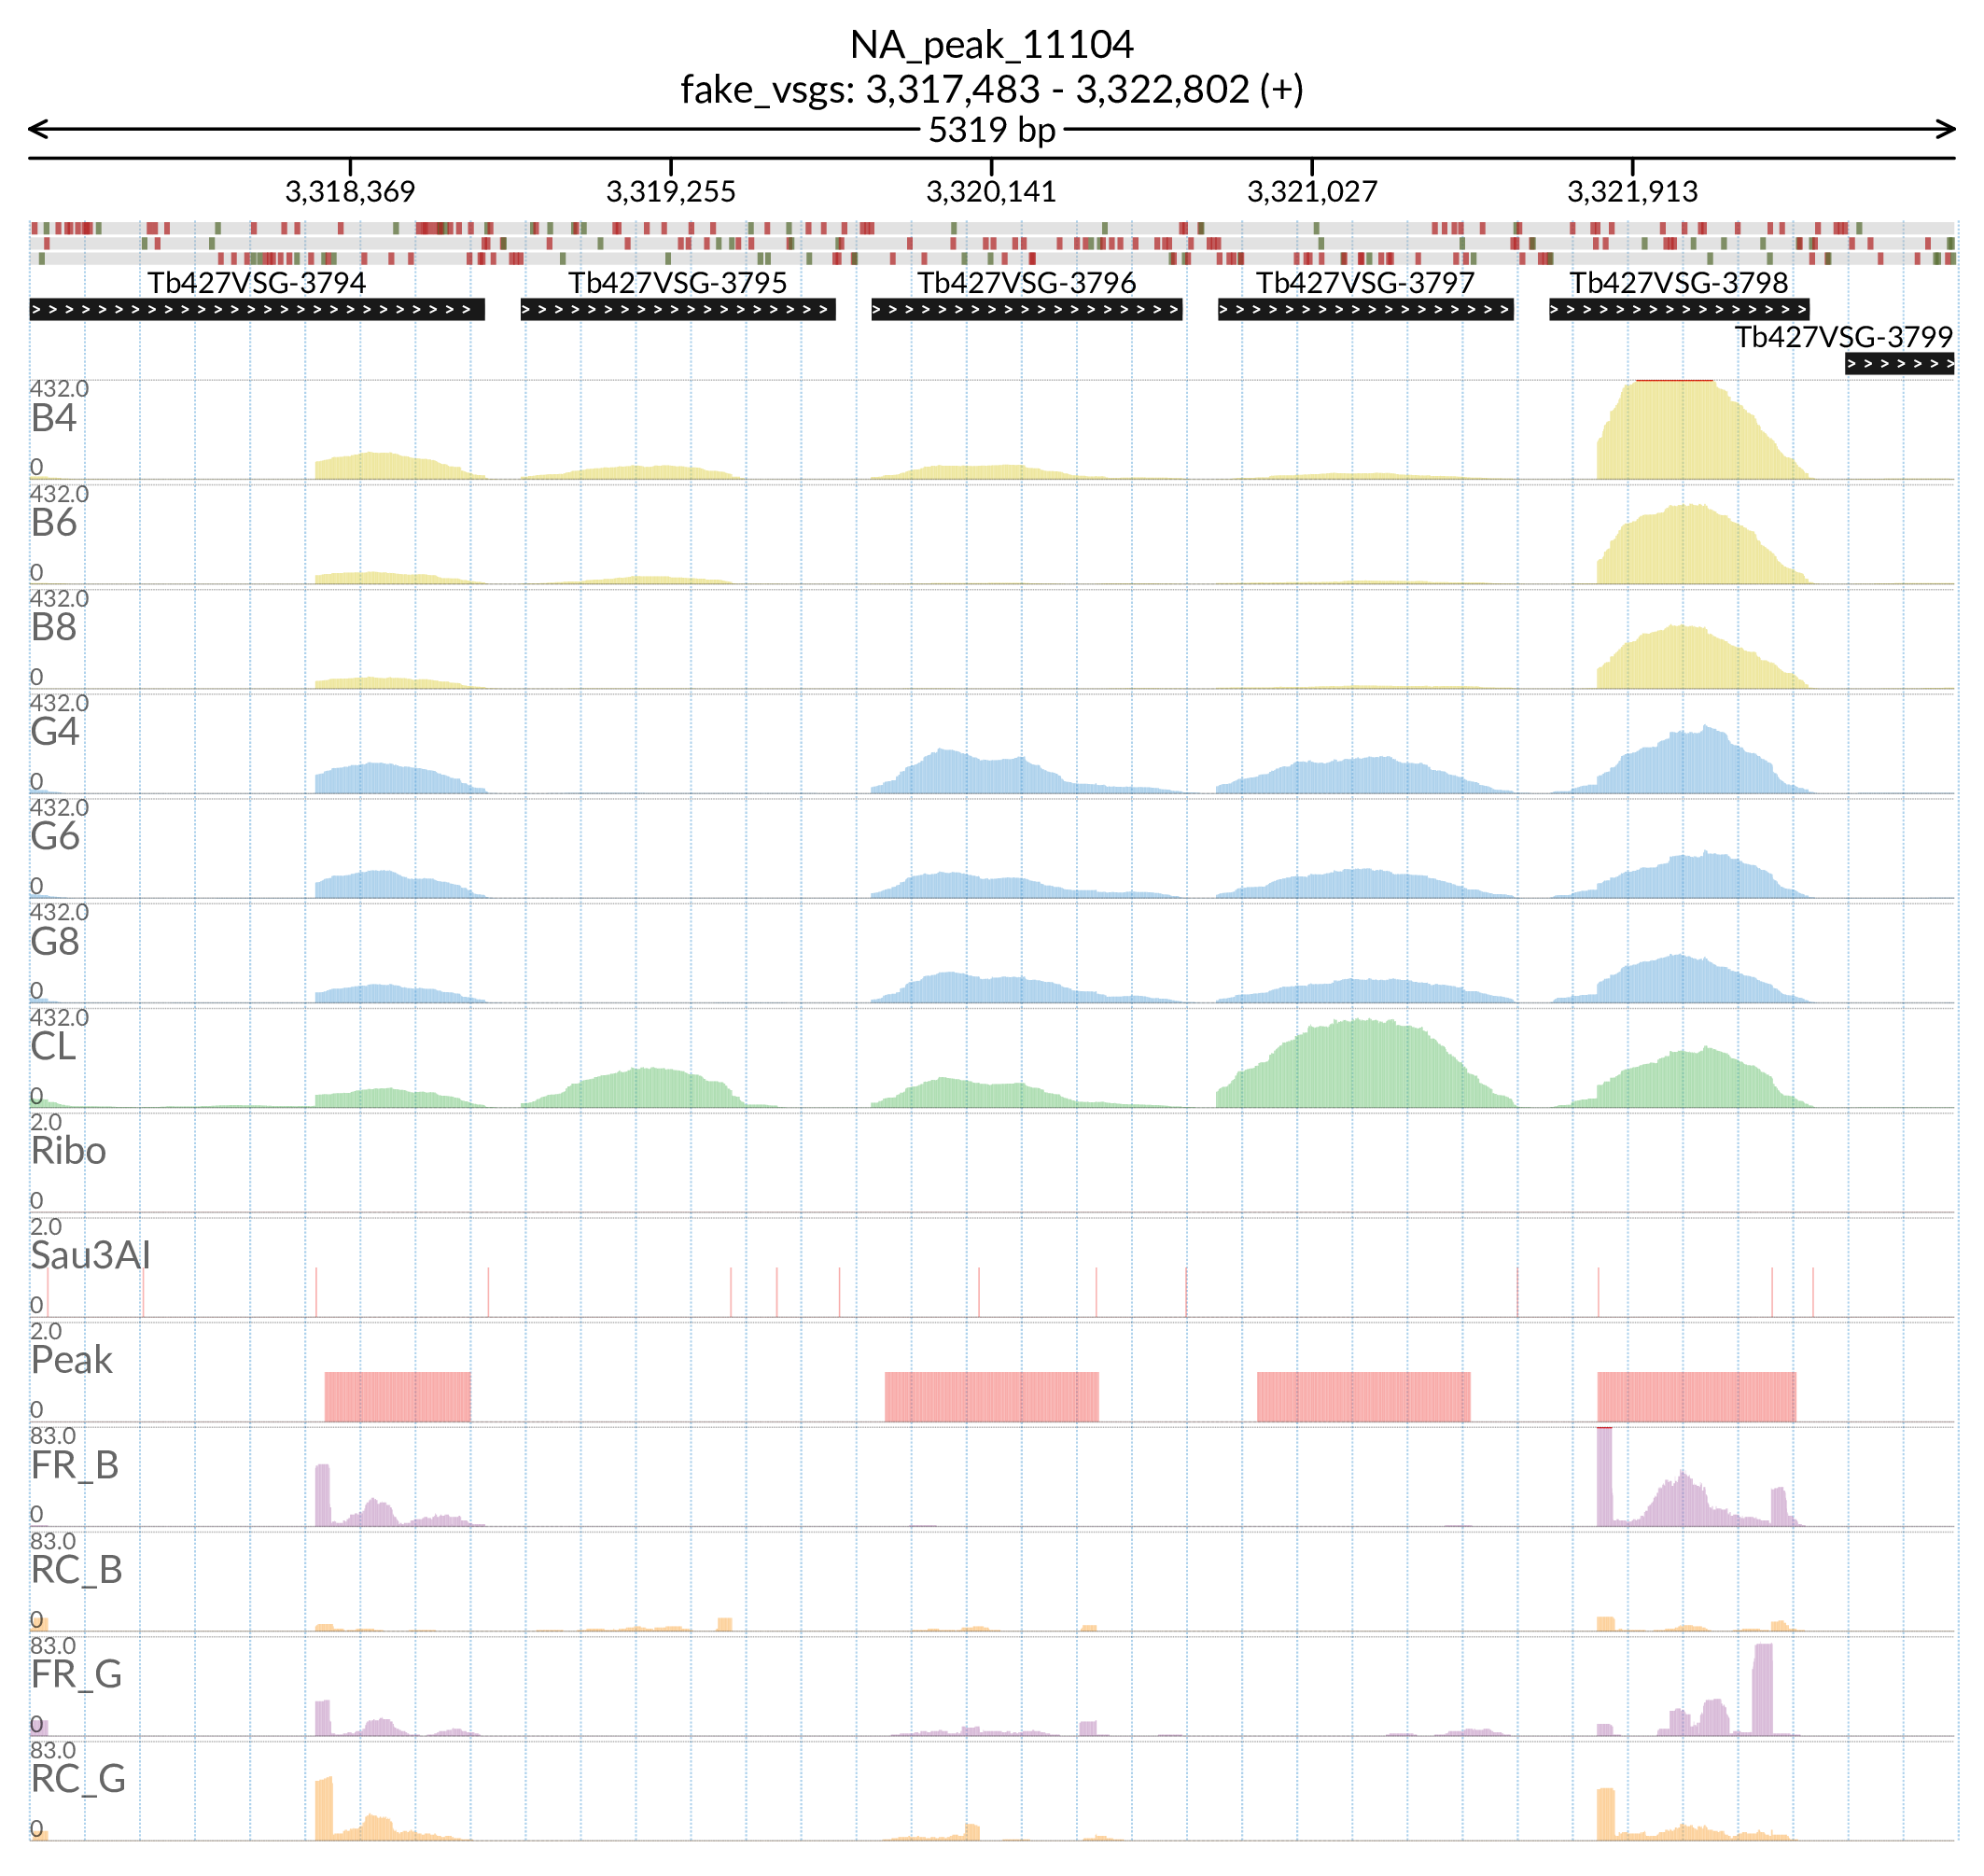 NA_peak_11104
fake_vsgs: 3,317,483 - 3,322,802 (+)
5319 bp
3,318,369 3,319,255 3,320,141 3,321,027 3,321,913
Tb427VSG-3794 Tb427VSG-3795 Tb427VSG-3796 Tb427VSG-3797 Tb427VSG-3798
Tb427VSG-3799
432.0
B4
0
432.0
B6
0
432.0
B8
0
432.0
G4
0
432.0
G6
0
432.0
G8
0
432.0
CL
0
2.0
Ribo
0
2.0
Sau3AI
0
2.0
Peak
0
83.0
FR_B
0
83.0
RC_B
0
83.0
FR_G
0
83.0
RC_G
0